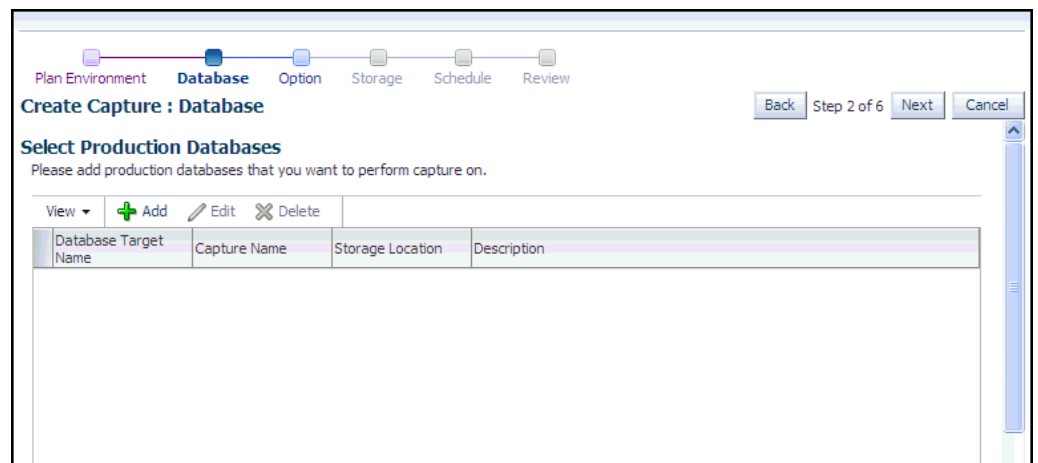 Plan Environment Database Option Storage Schedule Review
Create Capture : Database
Back Step 2 of 6 Next Cancel
Select Production Databases
Please add production databases that you want to perform capture on.
View Add Edit Delete
Database Target
Name
Capture Name
Storage Location
Description